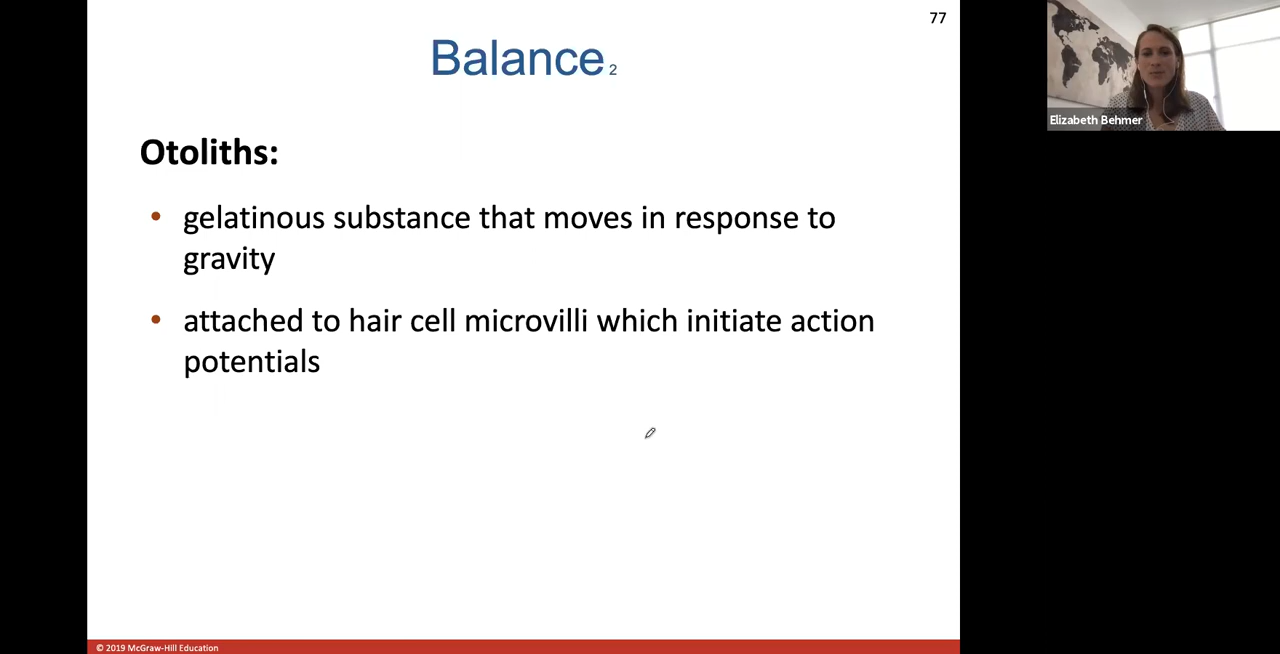 77
Balance 2
Elizabeth Behmer
Otoliths:
• gelatinous substance that moves in response to
gravity
• attached to hair cell microvilli which initiate action
potentials
© 2019 McGraw-Hill Education